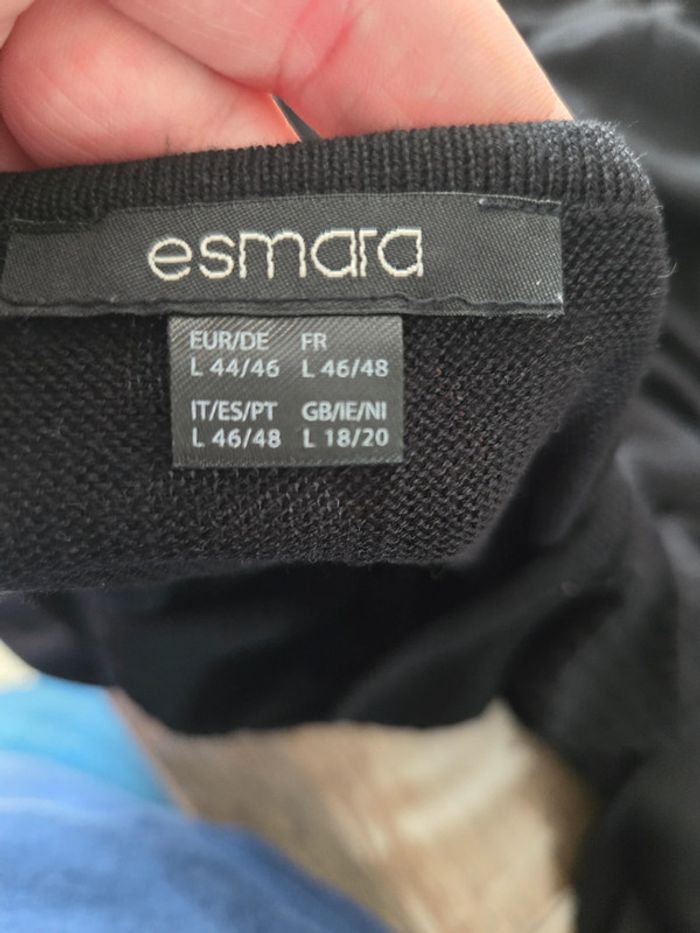 esmara
EUR/DE FR
L 44/46 L 46/48
IT/ES/PT GB/IE/NI
L 46/48 L 18/20